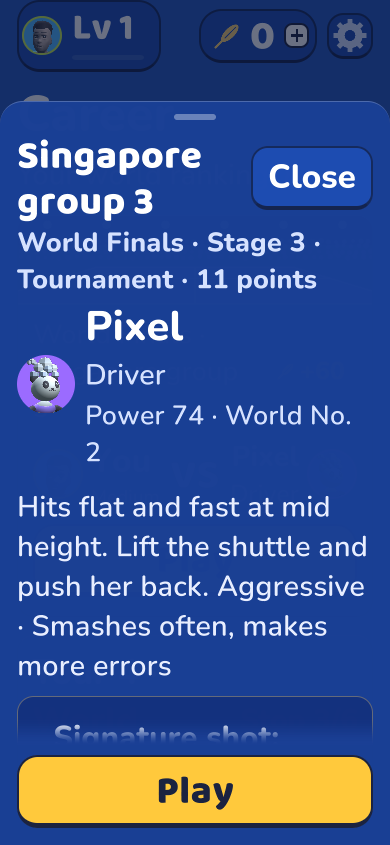 Lv 1
0
Career
Singapore
group 3
Close
World Finals · Stage 3 ·
Tournament · 11 points
Pixel
Driver
Power 74 · World No.
2
Hits flat and fast at mid
height. Lift the shuttle and
push her back. Aggressive
· Smashes often, makes
more errors
Signature shot:
Play